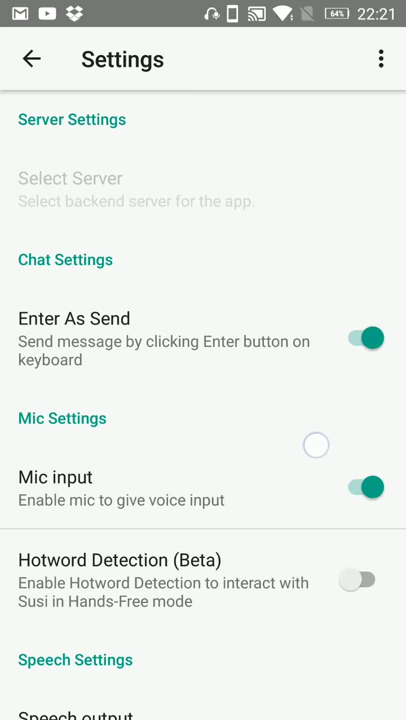 64% 22:21
Settings
Server Settings
Select Server
Select backend server for the app.
Chat Settings
Enter As Send
Send message by clicking Enter button on
keyboard
Mic Settings
Mic input
Enable mic to give voice input
Hotword Detection (Beta)
Enable Hotword Detection to interact with
Susi in Hands-Free mode
Speech Settings
Speech output